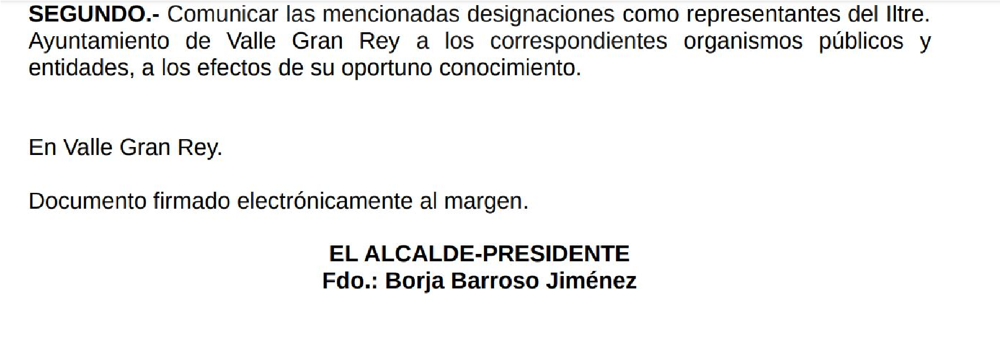 SEGUNDO.- Comunicar las mencionadas designaciones como representantes del Iltre.
Ayuntamiento de Valle Gran Rey a los correspondientes organismos públicos y
entidades, a los efectos de su oportuno conocimiento.
En Valle Gran Rey.
Documento firmado electrónicamente al margen.
EL ALCALDE-PRESIDENTE
Fdo.: Borja Barroso Jiménez